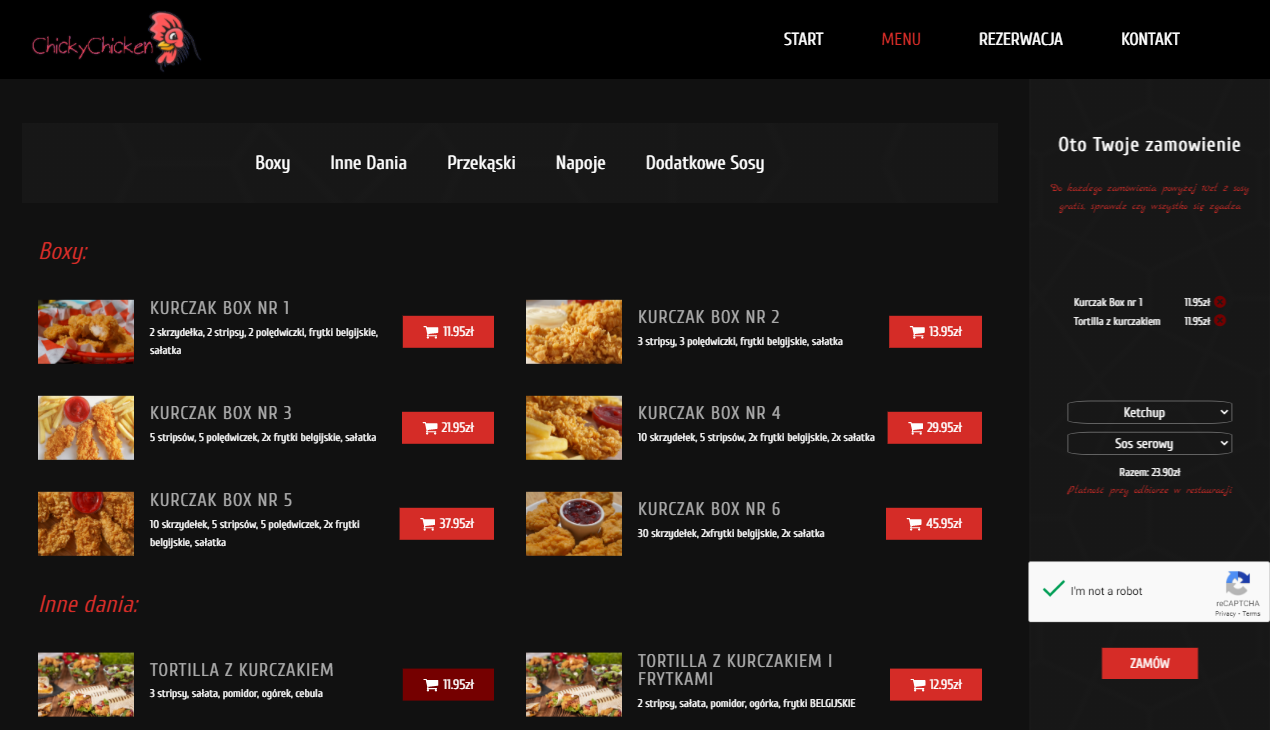 ChickyChicken
START MENU REZERWACJA KONTAKT
Boxy Inne Dania Przekąski Napoje Dodatkowe Sosy
Boxy:
KURCZAK BOX NR 1
2 skrzydełka, 2 stripsy, 2 polędwiczki, frytki belgijskie,
sałatka
11.95zł
KURCZAK BOX NR 2
3 stripsy, 3 polędwiczki, frytki belgijskie, sałatka
13.95zł
KURCZAK BOX NR 3
5 stripsów, 5 polędwiczek, 2x frytki belgijskie, sałatka
21.95zł
KURCZAK BOX NR 4
10 skrzydełek, 5 stripsów, 2x frytki belgijskie, 2x sałatka
29.95zł
KURCZAK BOX NR 5
10 skrzydełek, 5 stripsów, 5 polędwiczek, 2x frytki
belgijskie, sałatka
37.95zł
KURCZAK BOX NR 6
30 skrzydełek, 2xfrytki belgijskie, 2x sałatka
45.95zł
Inne dania:
TORTILLA Z KURCZAKIEM
3 stripsy, sałata, pomidor, ogórek, cebula
11.95zł
TORTILLA Z KURCZAKIEM I
FRYTKAMI
2 stripsy, sałata, pomidor, ogórka, frytki BELGIJSKIE
12.95zł
Oto Twoje zamowienie
Do każdego zamówienia powyżej 10zł 2 sosy
gratis, sprawdź czy wszystko się zgadza.
Kurczak Box nr 1 11.95zł
Tortilla z kurczakiem 11.95zł
Ketchup
Sos serowy
Razem: 23.90zł
Płatność przy odbiorze w restauracji
I'm not a robot
reCAPTCHA
Privacy - Terms
ZAMÓW